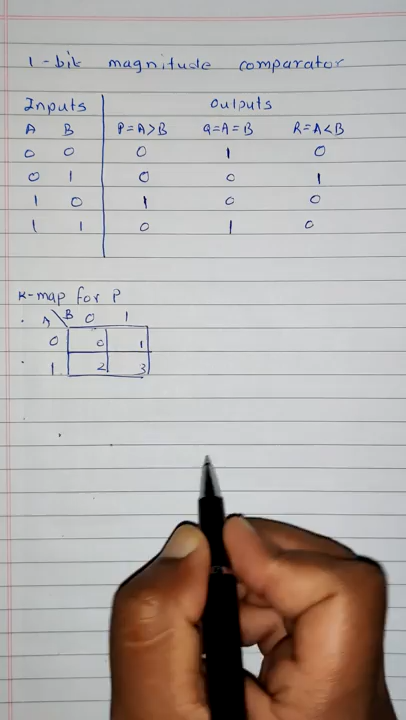 1-bit magnitude comparator
Inputs Outputs
A B P=A>B Q=A=B R=A<B
0 0 0 1 0
0 1 0 0 1
1 0 1 0 0
1 1 0 1 0
K-map for P
A\B 0 1
0 0 1
1 2 3